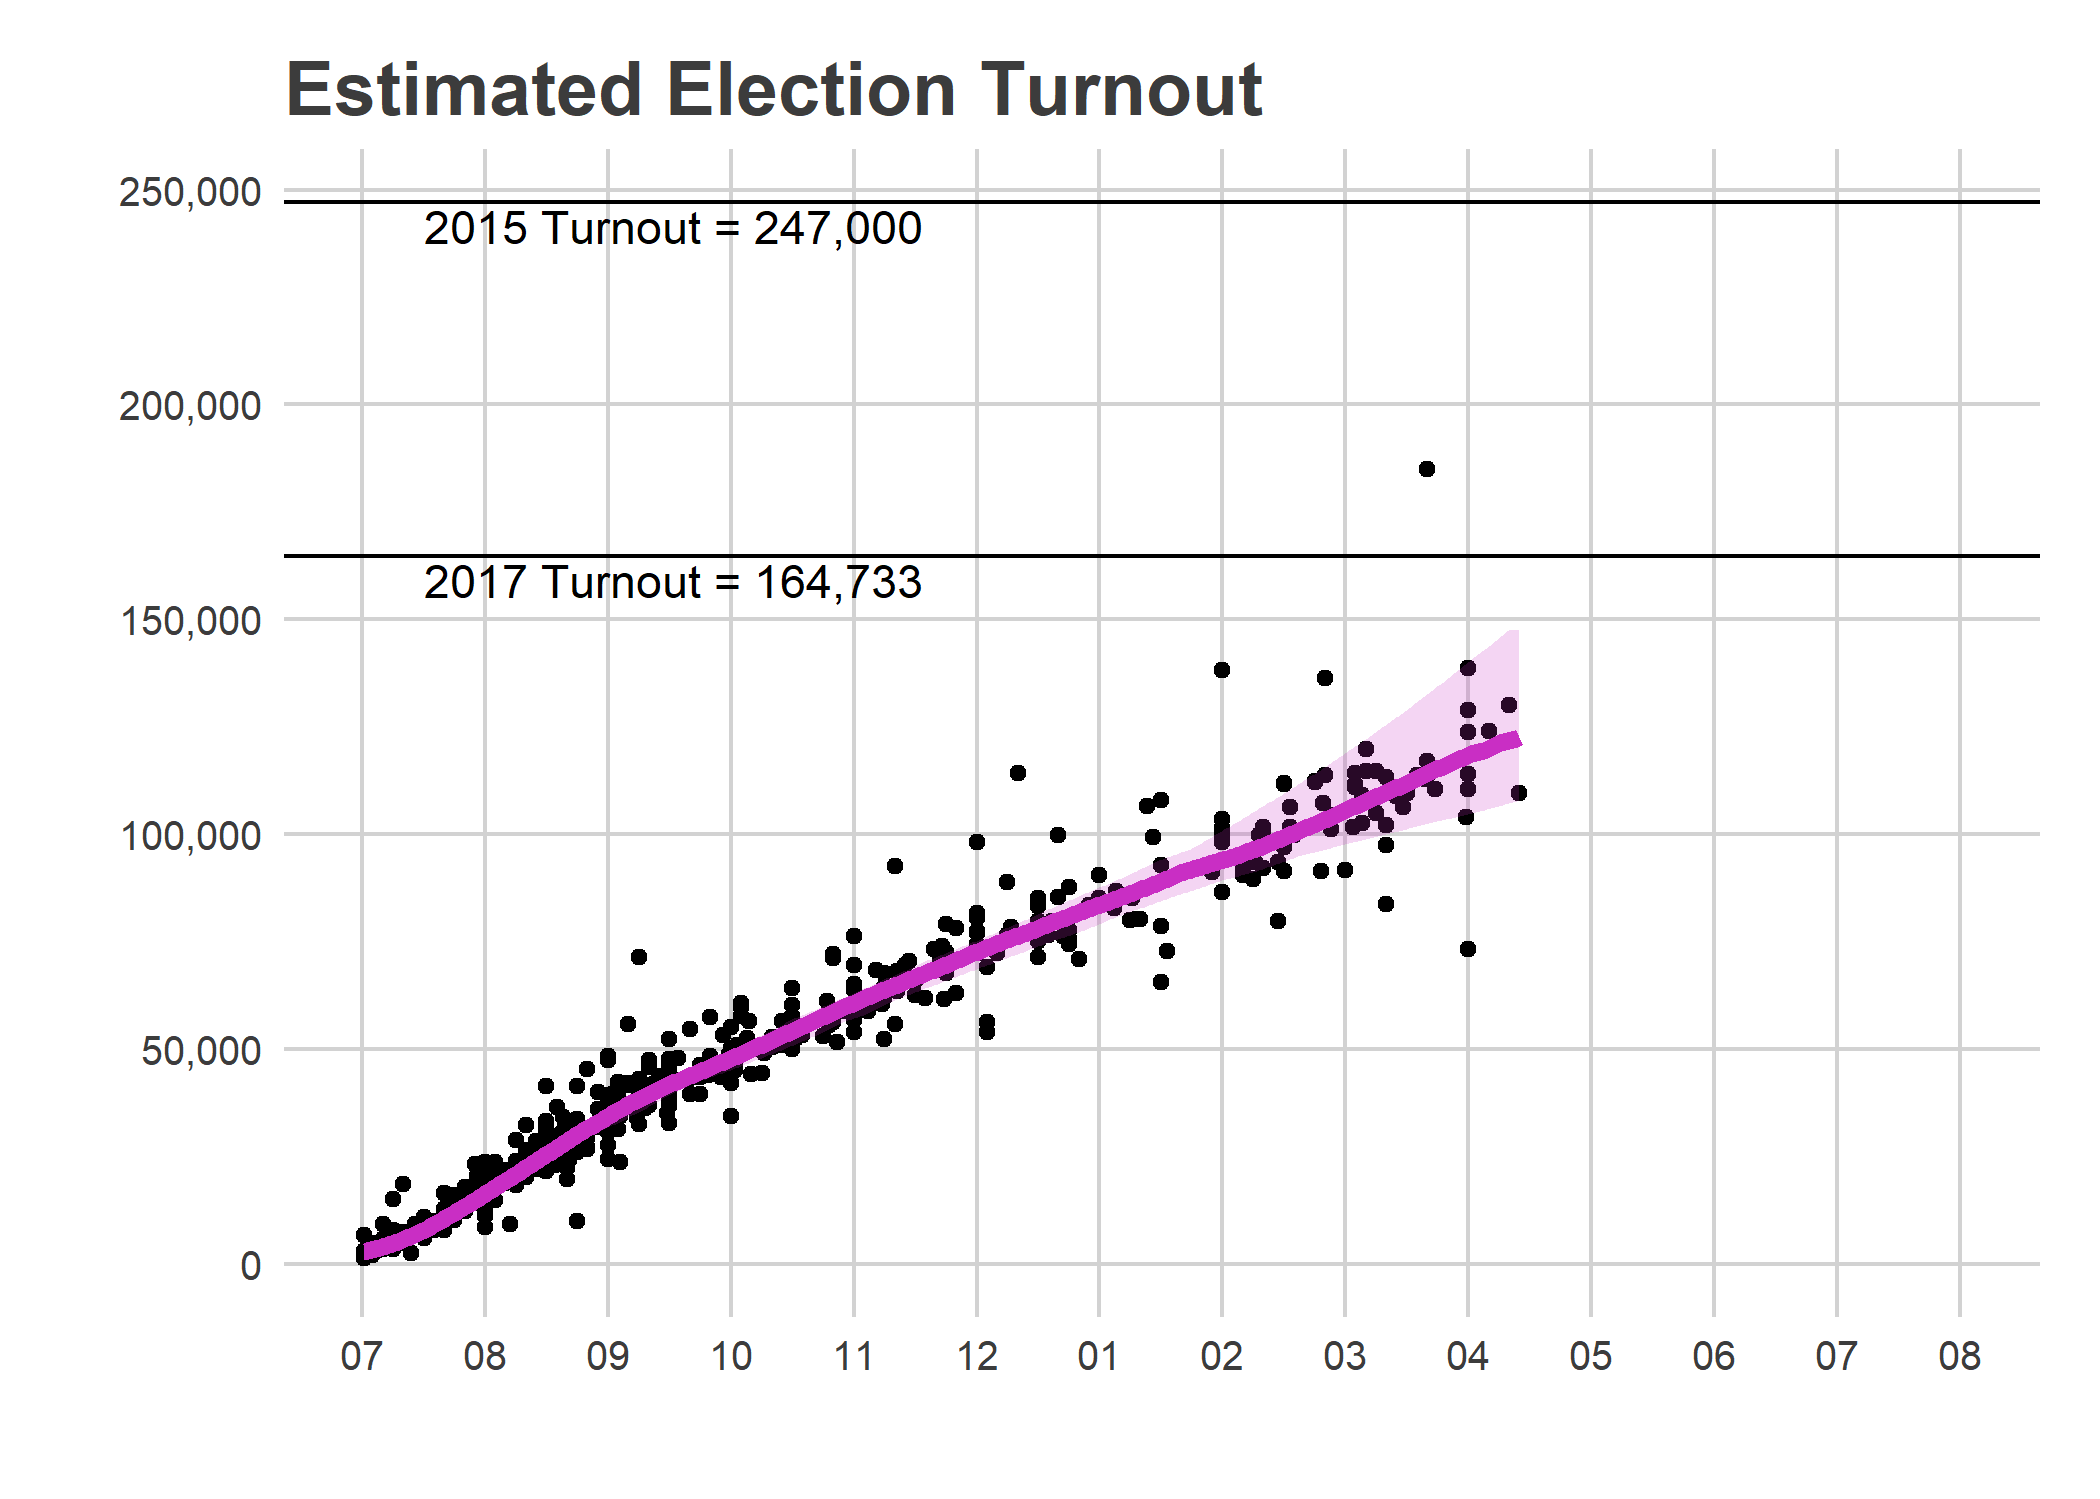 Estimated Election Turnout
250,000
2015 Turnout = 247,000
200,000
2017 Turnout = 164,733
150,000
100,000
50,000
0
07 08 09 10 11 12 01 02 03 04 05 06 07 08